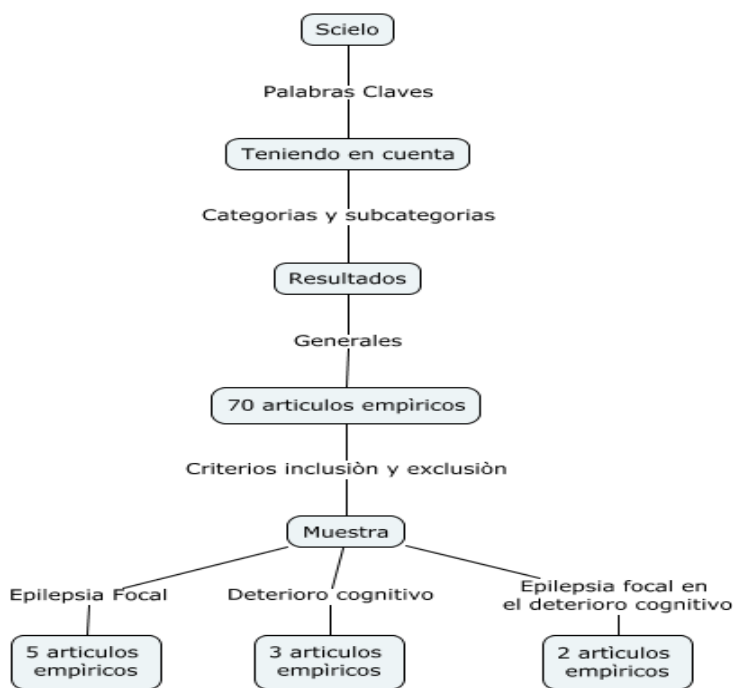 Scielo
Palabras Claves
Teniendo en cuenta
Categorias y subcategorias
Resultados
Generales
70 articulos empìricos
Criterios inclusiòn y exclusiòn
Muestra
Epilepsia Focal
Deterioro cognitivo
Epilepsia focal en
el deterioro cognitivo
5 articulos
empìricos
3 articulos
empìricos
2 artìculos
empìricos